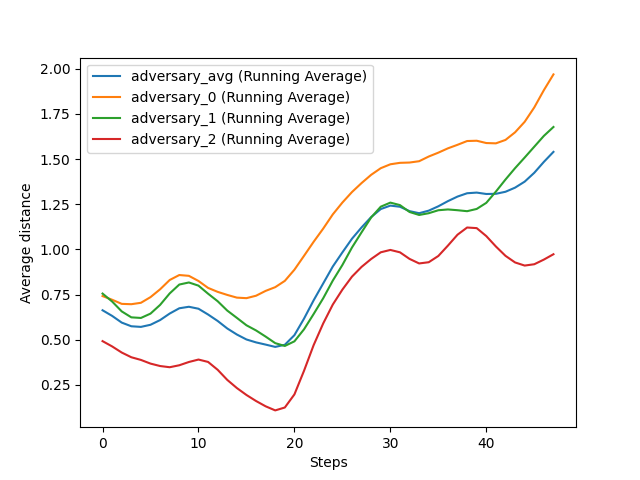 adversary_avg (Running Average)
adversary_0 (Running Average)
adversary_1 (Running Average)
adversary_2 (Running Average)
Average distance
2.00
1.75
1.50
1.25
1.00
0.75
0.50
0.25
0 10 20 30 40
Steps